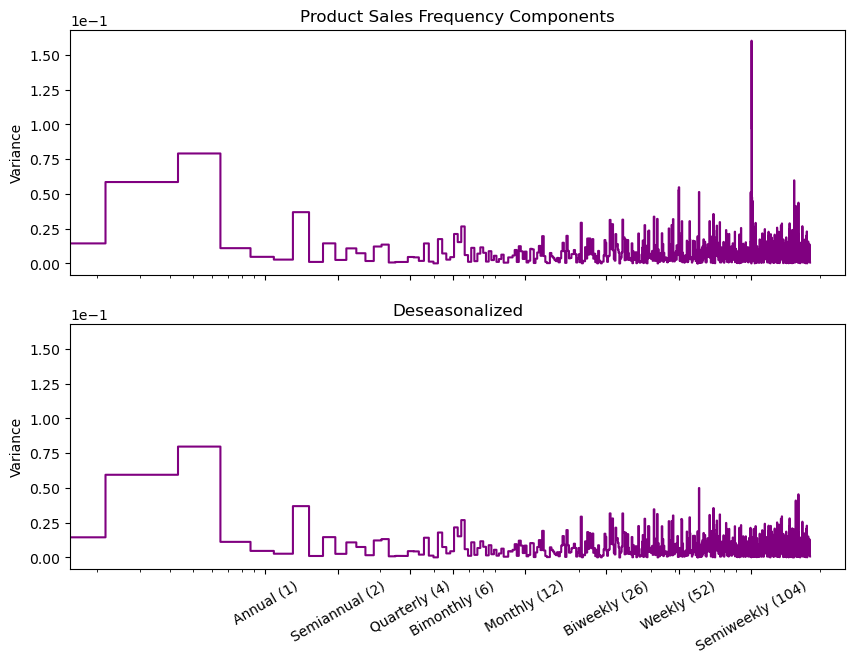 Product Sales Frequency Components
1e−1
1.50
1.25
1.00
0.75
0.50
0.25
0.00
Variance
Deseasonalized
1e−1
1.50
1.25
1.00
0.75
0.50
0.25
0.00
Variance
Annual (1)
Semiannual (2)
Quarterly (4)
Bimonthly (6)
Monthly (12)
Biweekly (26)
Weekly (52)
Semiweekly (104)